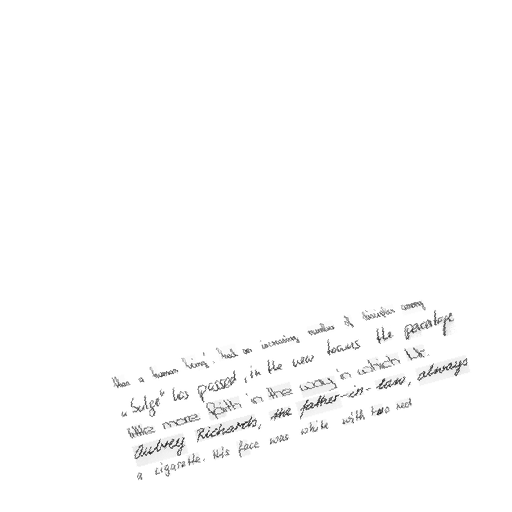 than a human being', had an increasing number of disciples among
"Sulge" has passed, in the new towns the percentage
little more faith in the way in which Mr.
Aubrey Richards, the father-in-law, always
a cigarette. His face was white with two red